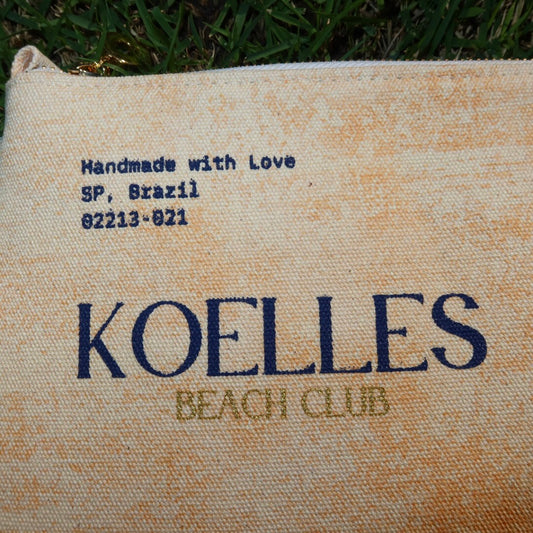 Handmade with Love
SP, Brazil
02213-021
KOELLES
BEACH CLUB